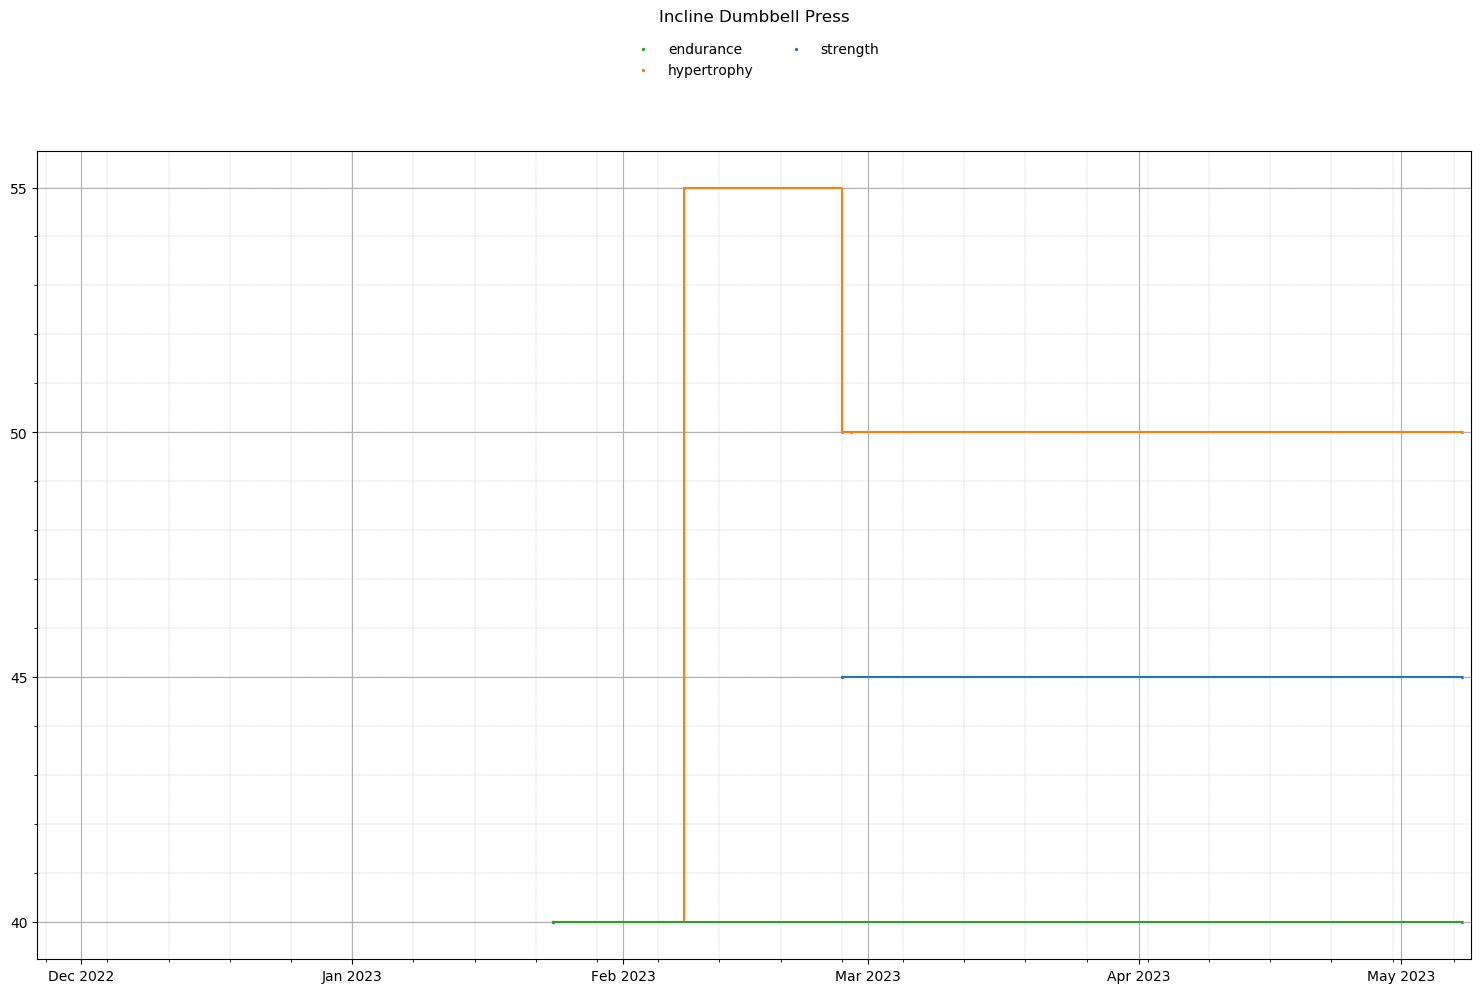 Incline Dumbbell Press
endurance strength
hypertrophy
55
50
45
40
Dec 2022 Jan 2023 Feb 2023 Mar 2023 Apr 2023 May 2023